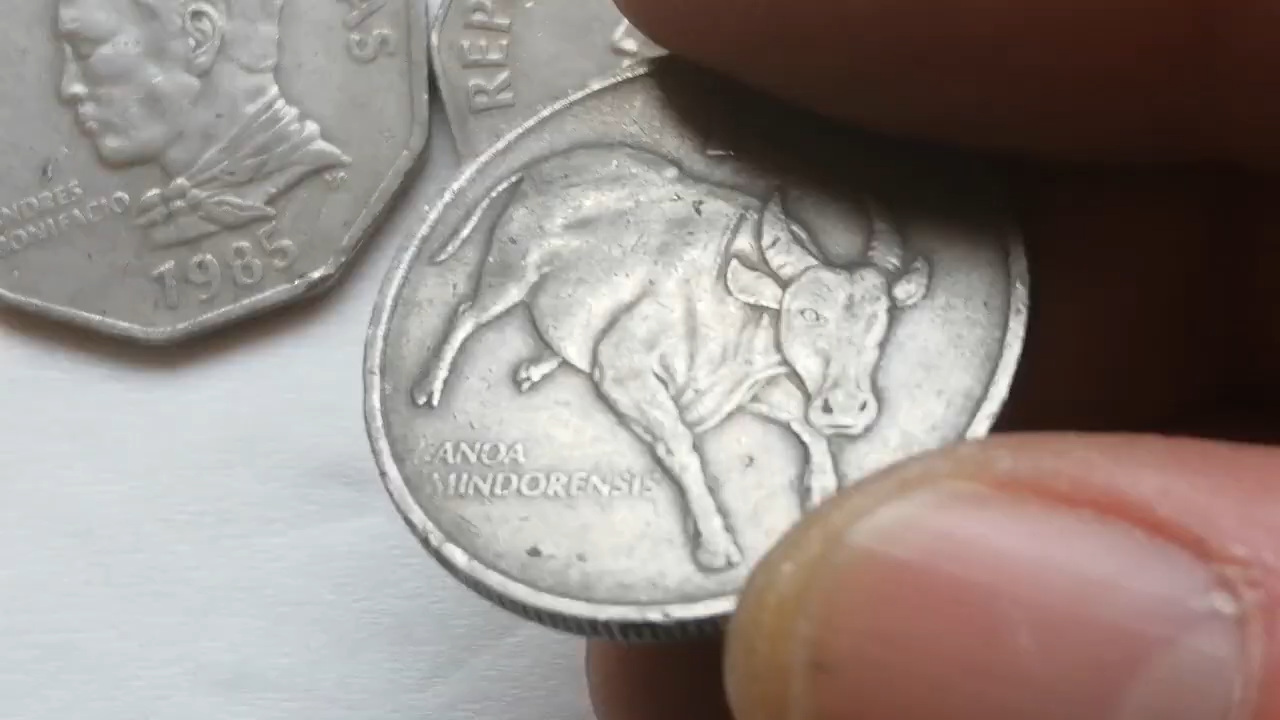 ANDRES
BONIFACIO
1985
REP
ANOA
MINDORENSIS